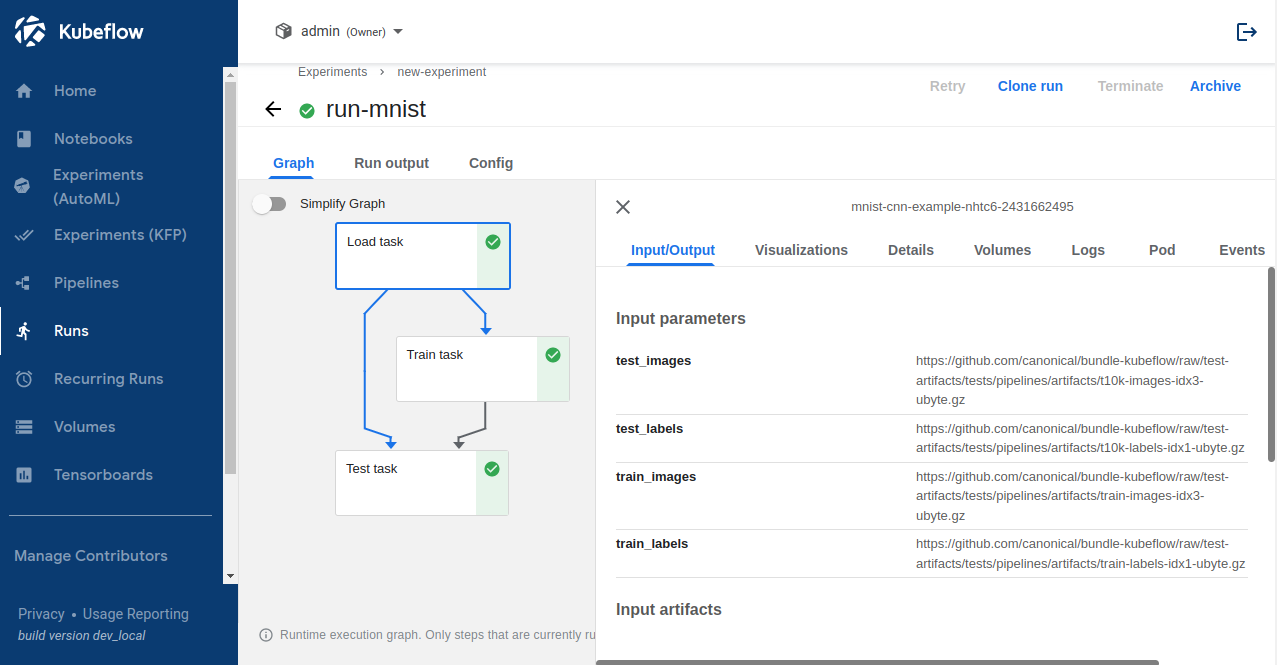 Kubeflow
Home
Notebooks
Experiments
(AutoML)
Experiments (KFP)
Pipelines
Runs
Recurring Runs
Volumes
Tensorboards
Manage Contributors
Privacy • Usage Reporting
build version dev_local
admin (Owner)
Experiments > new-experiment
run-mnist
Retry
Clone run
Terminate
Archive
Graph
Run output
Config
Simplify Graph
Load task
Train task
Test task
Runtime execution graph. Only steps that are currently ru
mnist-cnn-example-nhtc6-2431662495
Input/Output
Visualizations
Details
Volumes
Logs
Pod
Events
Input parameters
test_images
https://github.com/canonical/bundle-kubeflow/raw/test-
artifacts/tests/pipelines/artifacts/t10k-images-idx3-
ubyte.gz
test_labels
https://github.com/canonical/bundle-kubeflow/raw/test-
artifacts/tests/pipelines/artifacts/t10k-labels-idx1-ubyte.gz
train_images
https://github.com/canonical/bundle-kubeflow/raw/test-
artifacts/tests/pipelines/artifacts/train-images-idx3-
ubyte.gz
train_labels
https://github.com/canonical/bundle-kubeflow/raw/test-
artifacts/tests/pipelines/artifacts/train-labels-idx1-ubyte.gz
Input artifacts